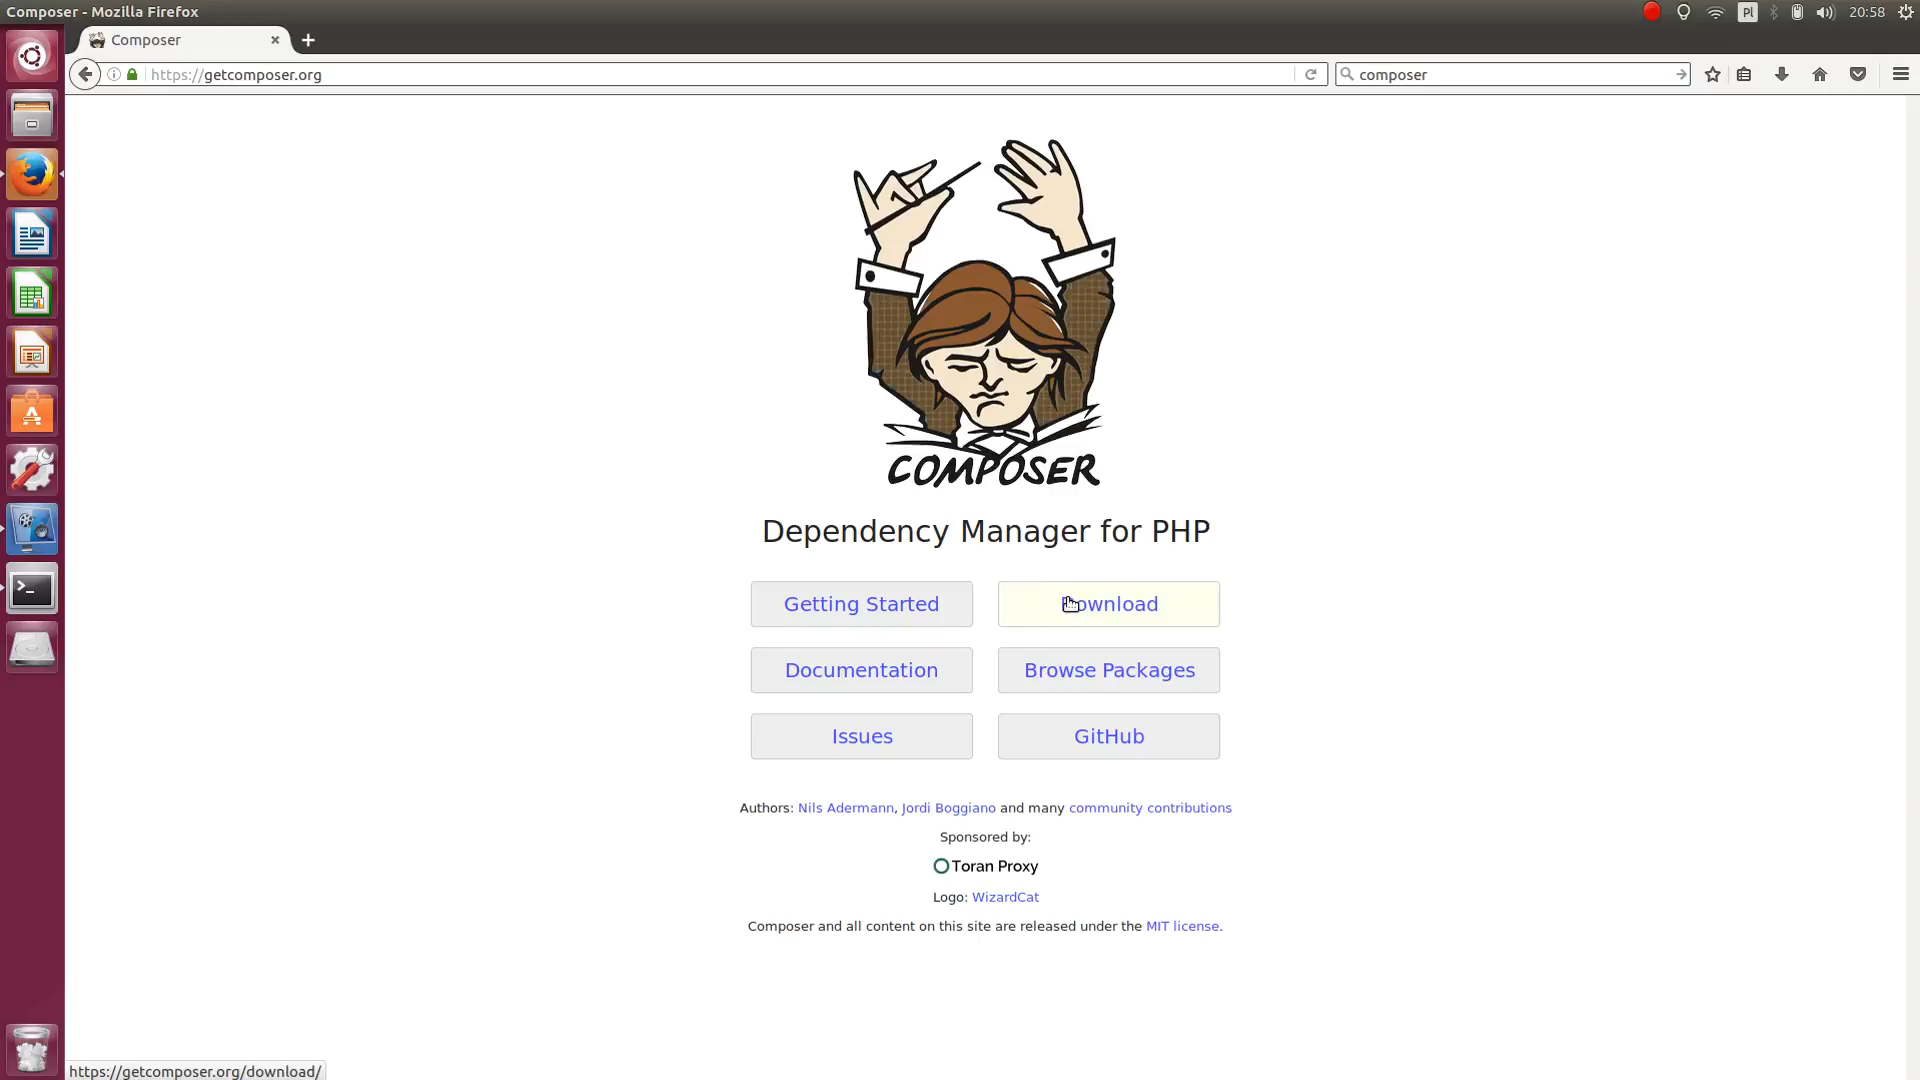 Composer - Mozilla Firefox
Pl
20:58
Composer
https://getcomposer.org
composer
COMPOSER
Dependency Manager for PHP
Getting Started
Download
Documentation
Browse Packages
Issues
GitHub
Authors: Nils Adermann, Jordi Boggiano and many community contributions
Sponsored by:
Toran Proxy
Logo: WizardCat
Composer and all content on this site are released under the MIT license.
https://getcomposer.org/download/